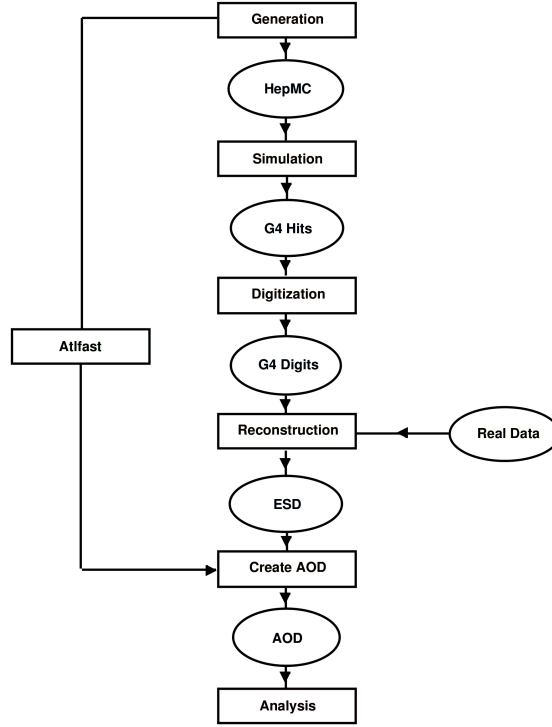 Generation
HepMC
Simulation
G4 Hits
Digitization
Atlfast
G4 Digits
Reconstruction
Real Data
ESD
Create AOD
AOD
Analysis